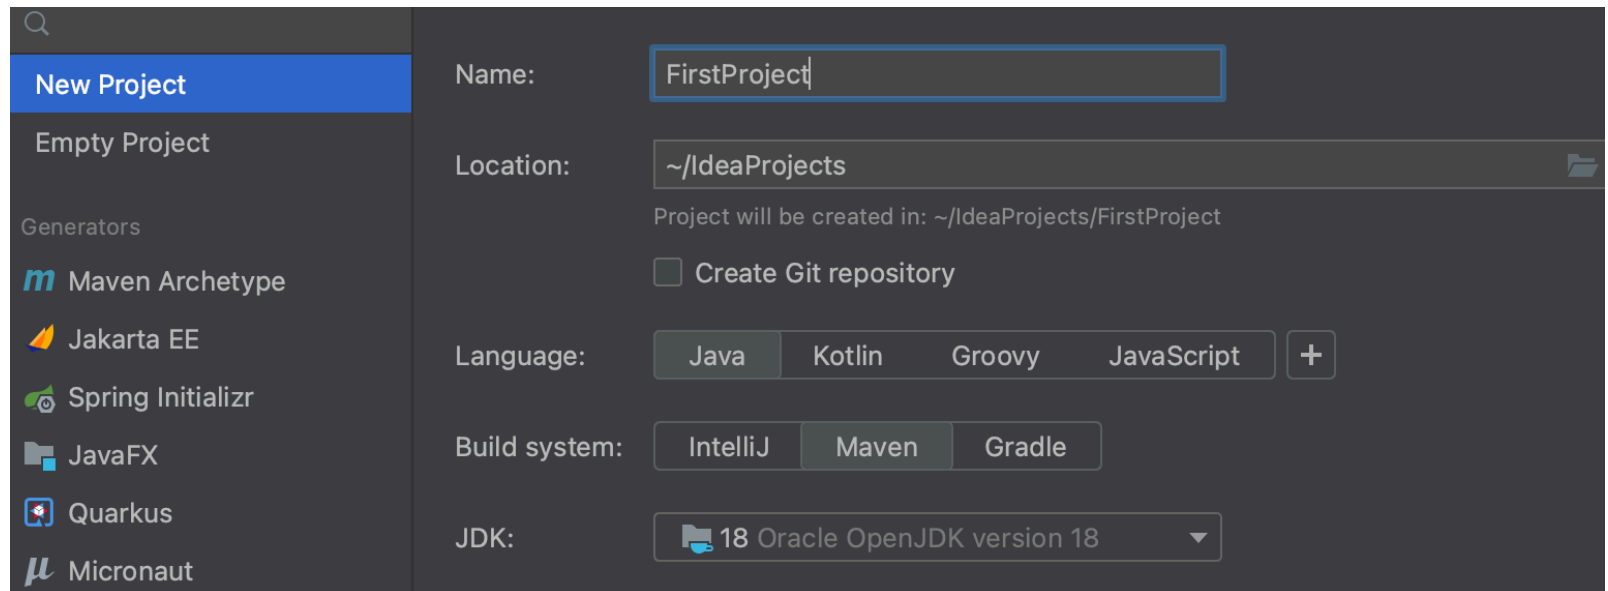 New Project
Empty Project
Generators
m Maven Archetype
Jakarta EE
Spring Initializr
JavaFX
Quarkus
μ Micronaut
Name: FirstProject
Location: ~/IdeaProjects
Project will be created in: ~/IdeaProjects/FirstProject
Create Git repository
Language: Java Kotlin Groovy JavaScript +
Build system: IntelliJ Maven Gradle
JDK: 18 Oracle OpenJDK version 18